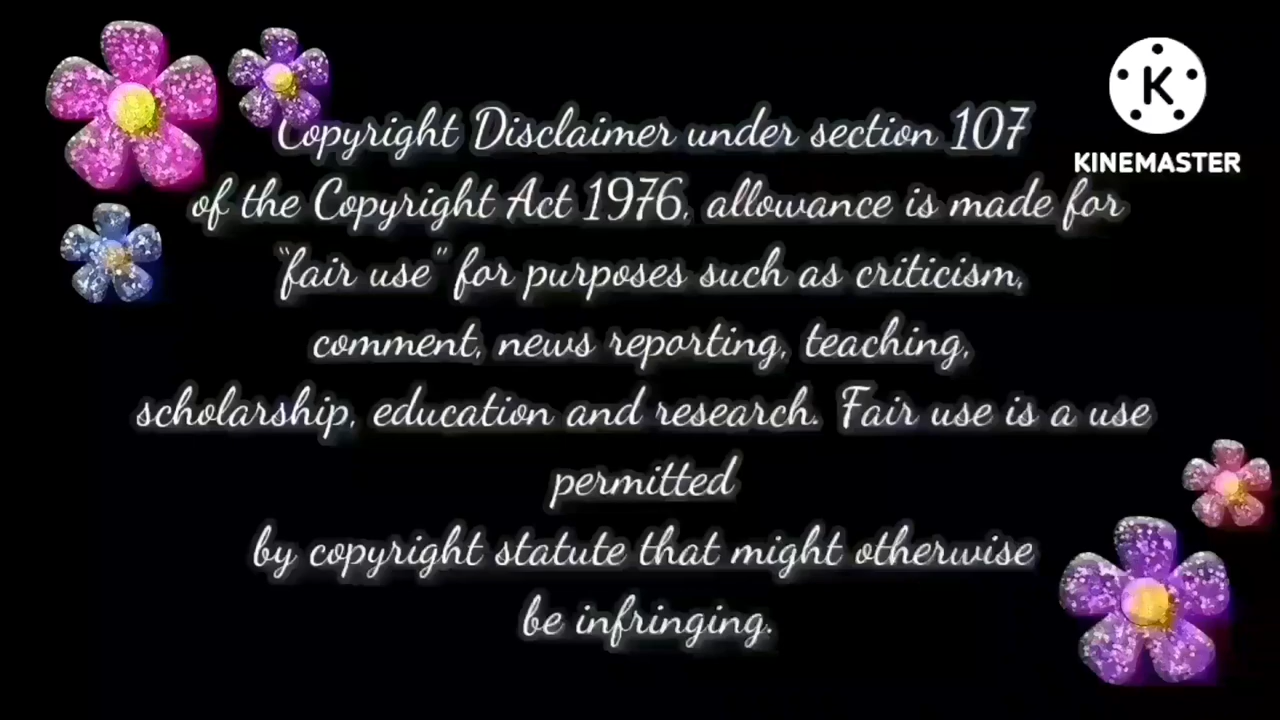 Copyright Disclaimer under section 107
of the Copyright Act 1976, allowance is made for
“fair use” for purposes such as criticism,
comment, news reporting, teaching,
scholarship, education and research. Fair use is a use
permitted
by copyright statute that might otherwise
be infringing.
K
KINEMASTER